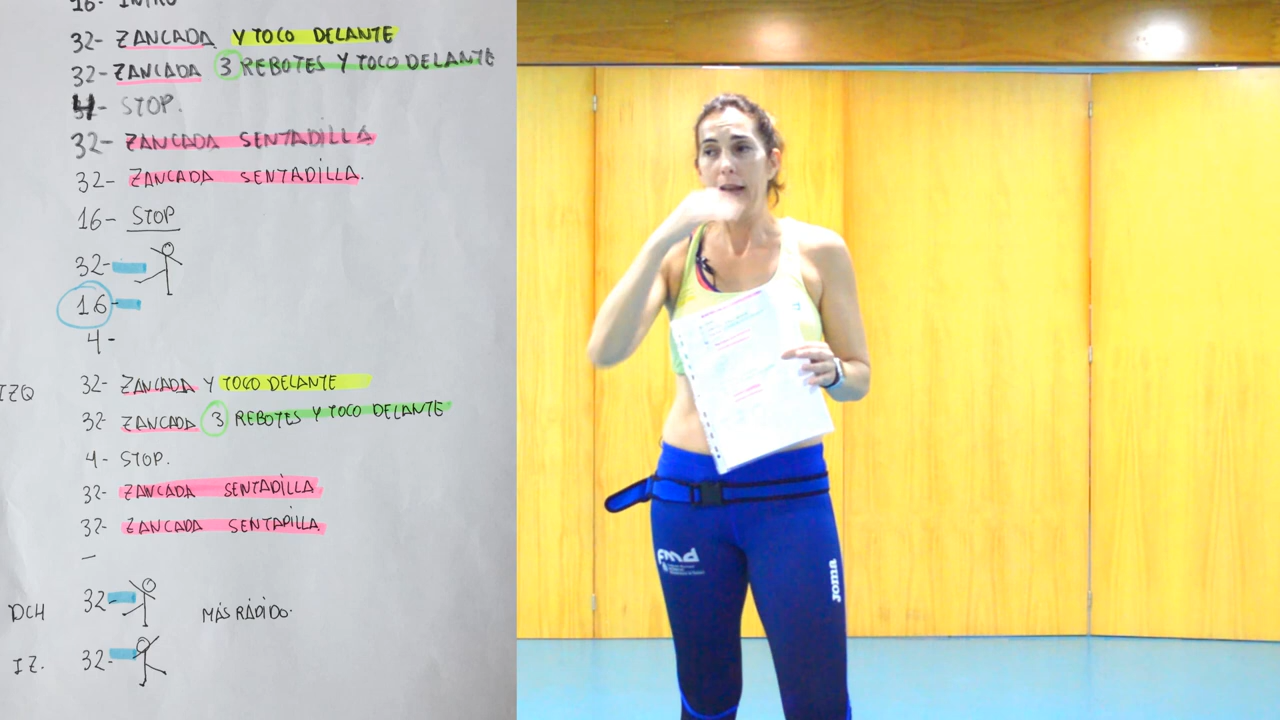 16- INTRO
32- ZANCADA Y TOCO DELANTE
32- ZANCADA 3 REBOTES Y TOCO DELANTE
4- STOP.
32- ZANCADA SENTADILLA
32- ZANCADA SENTADILLA.
16- STOP
32-
16-
4-
IZQ 32- ZANCADA Y TOCO DELANTE
32 ZANCADA 3 REBOTES Y TOCO DELANTE
4- STOP.
32- ZANCADA SENTADILLA
32- ZANCADA SENTADILLA
-
DCH 32- MÁS RÁPIDO.
IZ. 32-
fmd
Joma